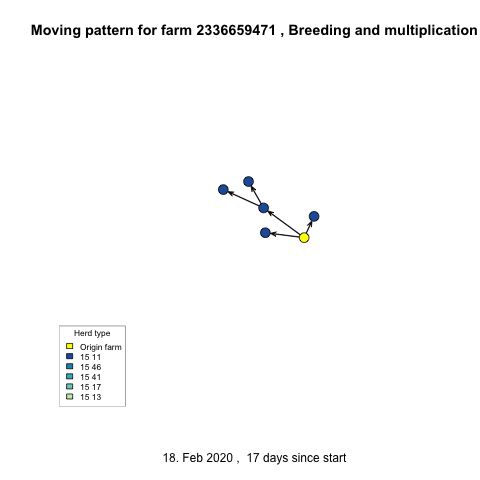 Moving pattern for farm 2336659471 , Breeding and multiplication
Herd type
Origin farm
15 11
15 46
15 41
15 17
15 13
18. Feb 2020 ,  17 days since start